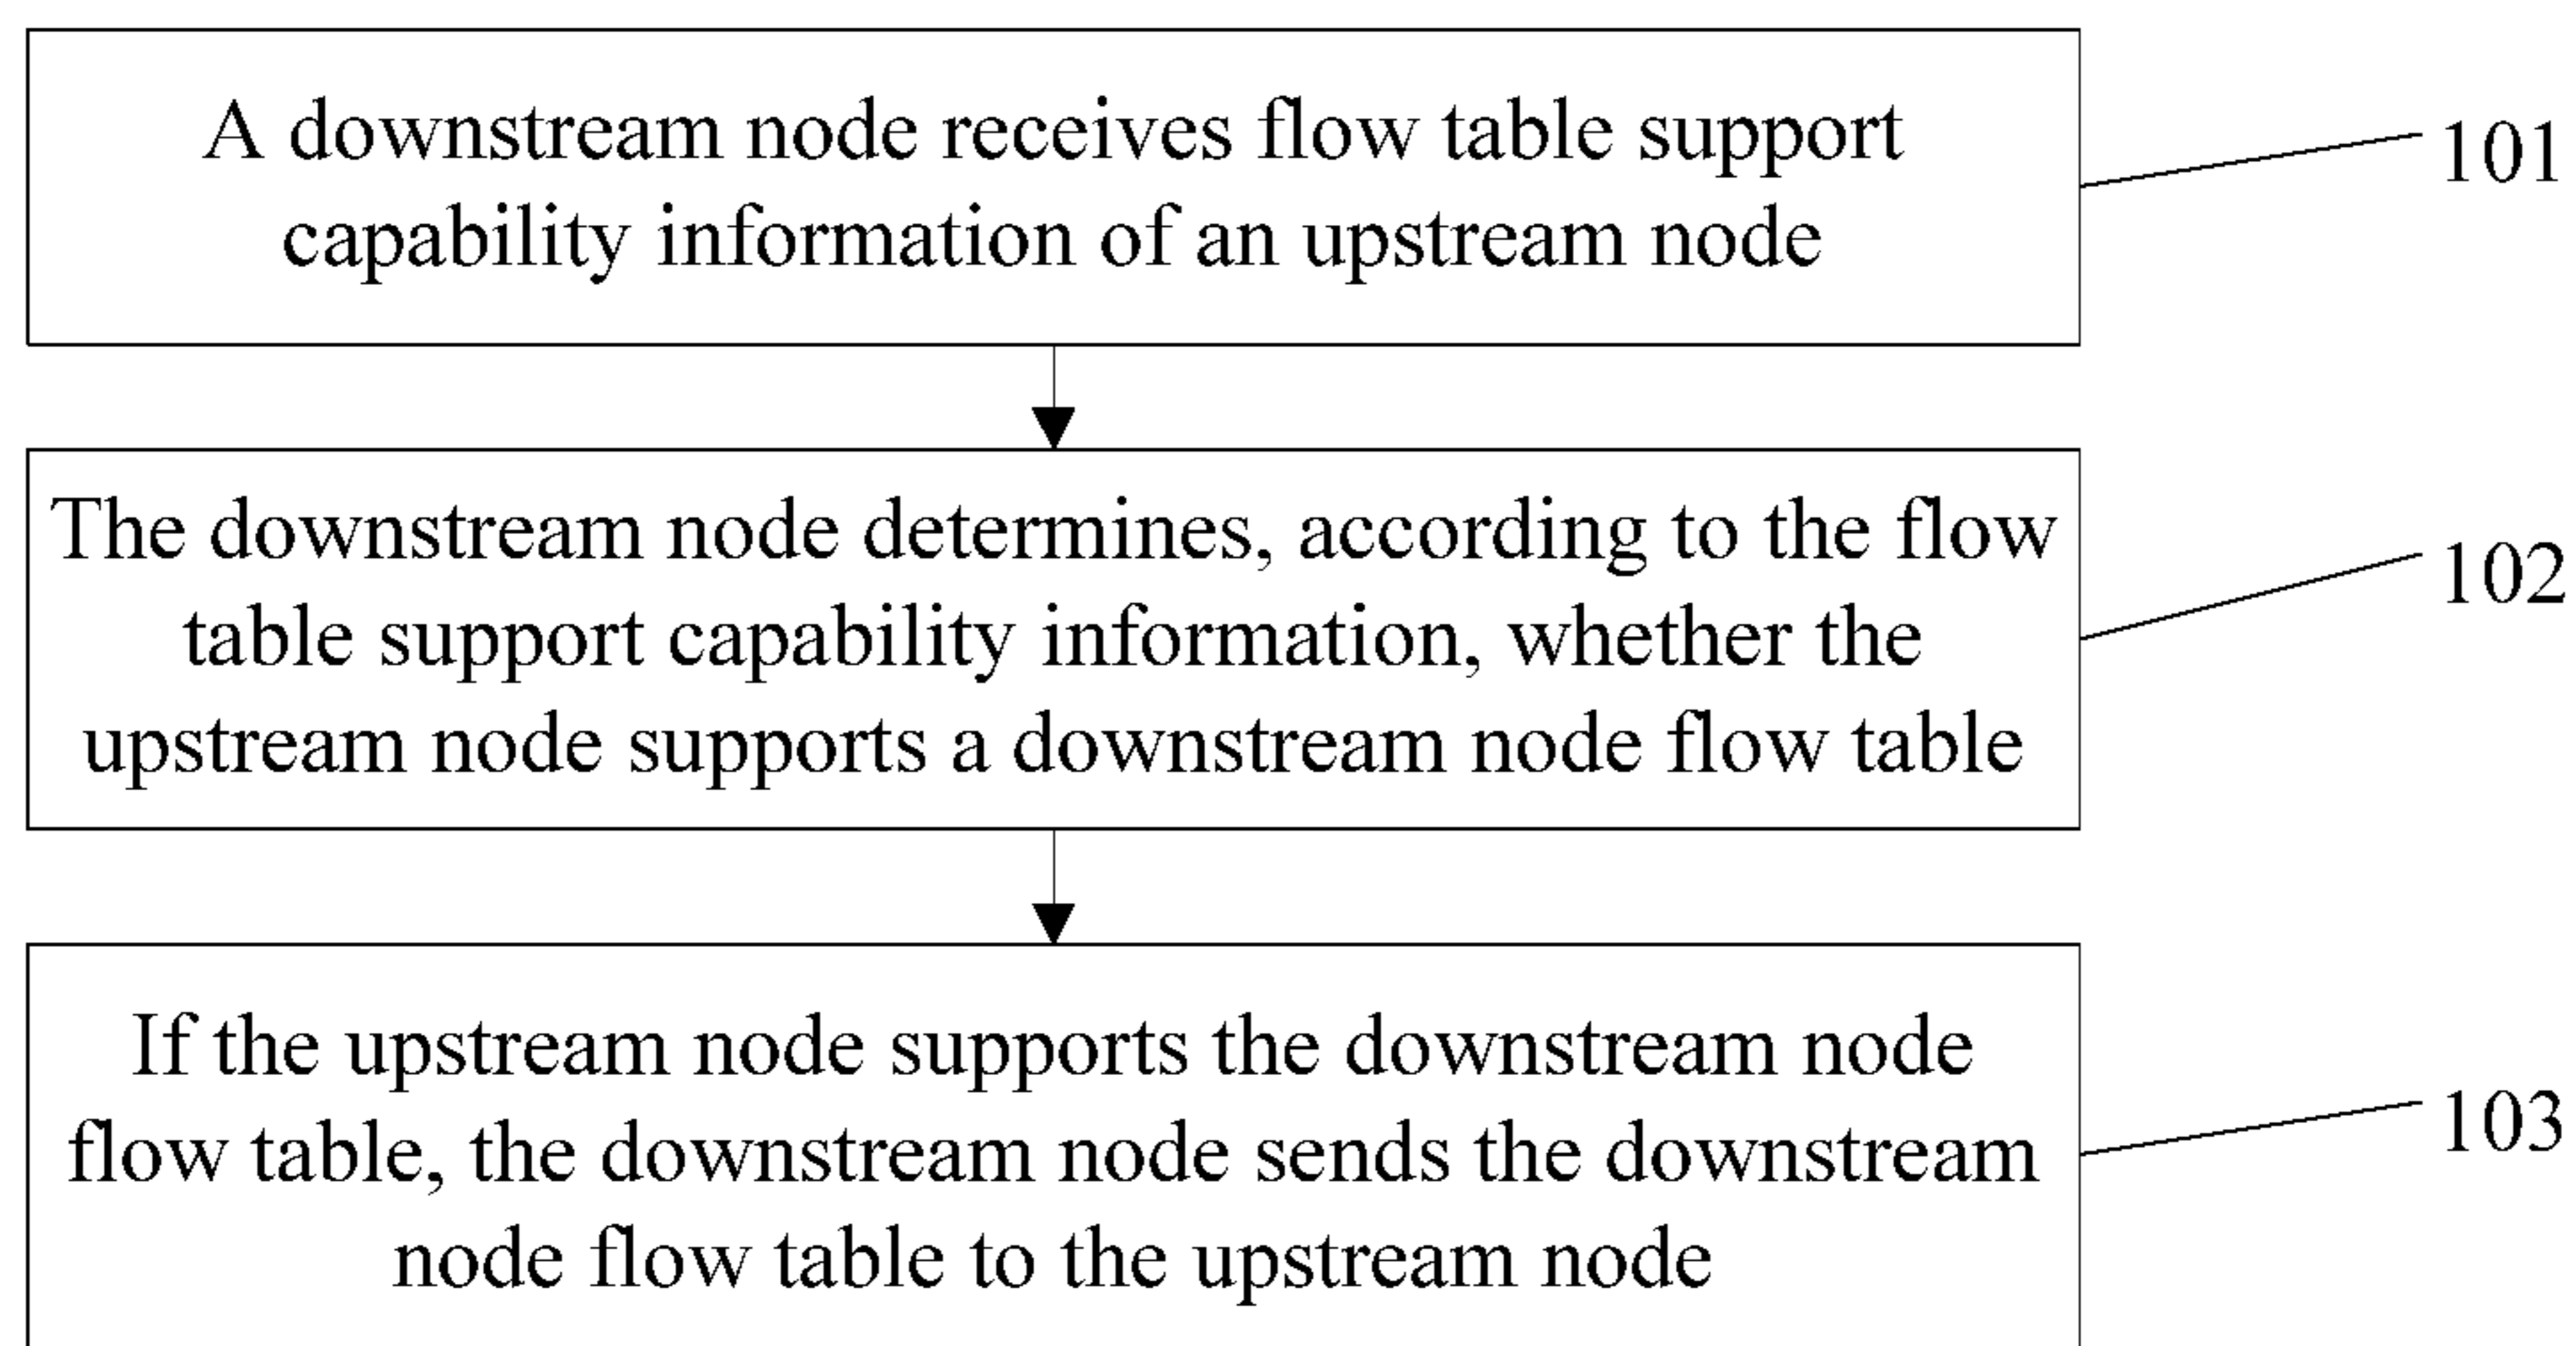 A downstream node receives flow table support
capability information of an upstream node
101
The downstream node determines, according to the flow
table support capability information, whether the
upstream node supports a downstream node flow table
102
If the upstream node supports the downstream node
flow table, the downstream node sends the downstream
node flow table to the upstream node
103